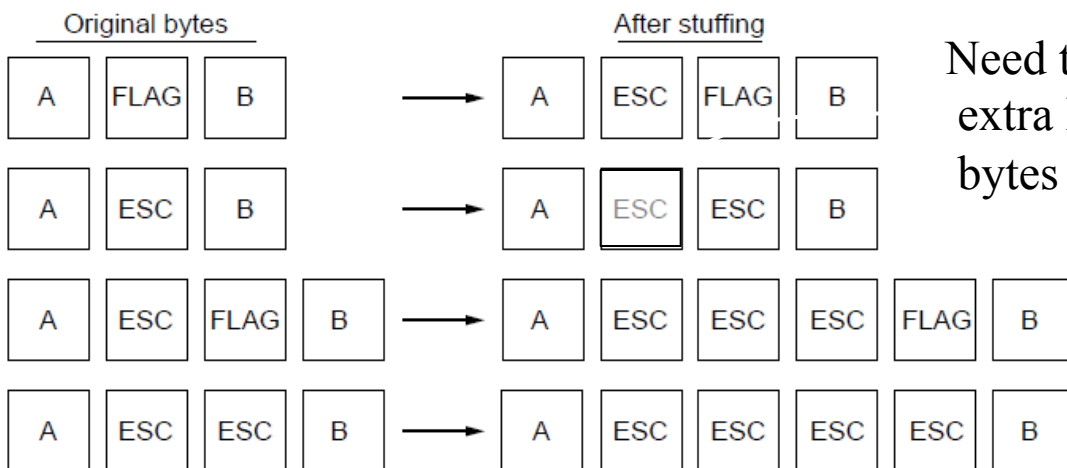 Original bytes After stuffing
Need
A FLAG B A ESC FLAG B
extra
bytes
A ESC B A ESC ESC B
A ESC FLAG B A ESC ESC ESC FLAG B
A ESC ESC B A ESC ESC ESC ESC B